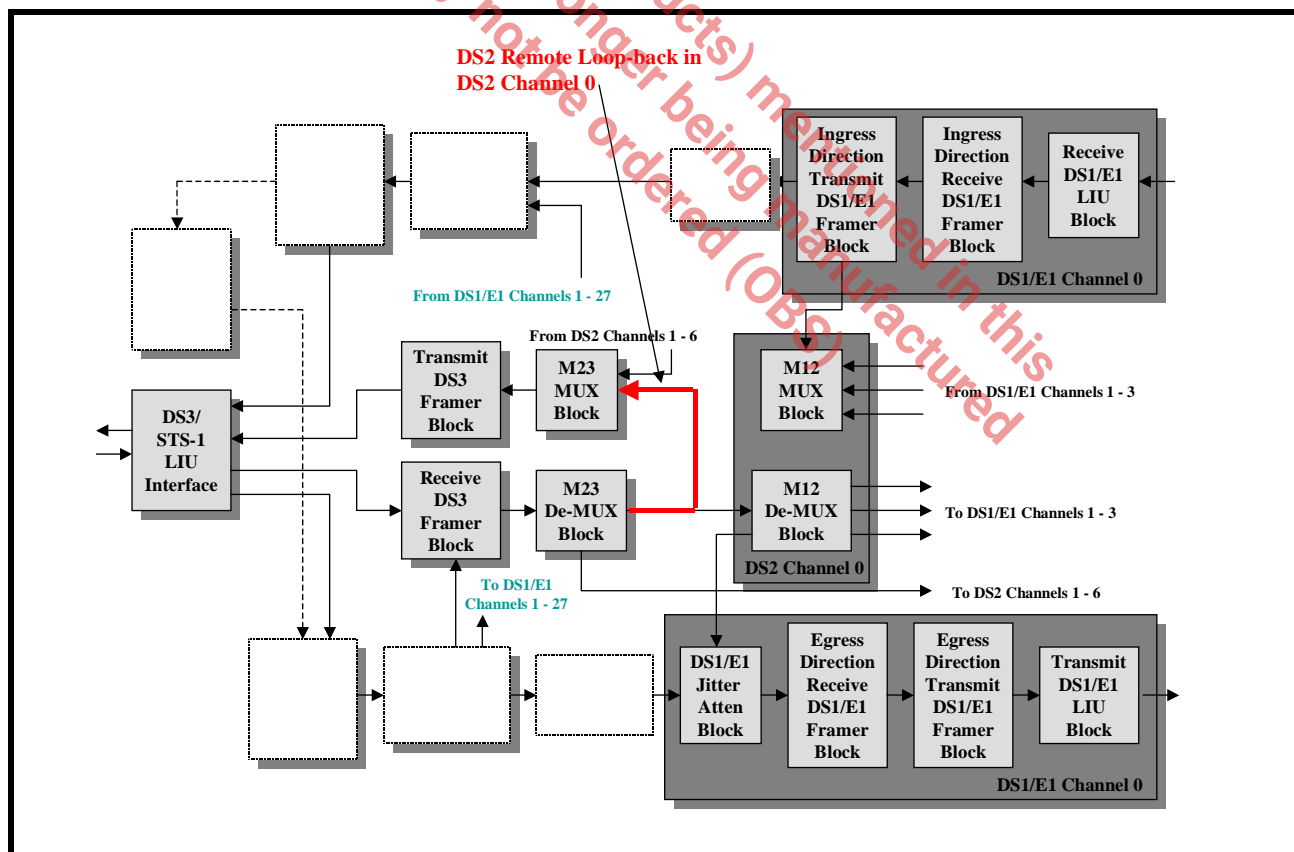 DS2 Remote Loop-back in
DS2 Channel 0
ucts) mentioned in this
onger being manufactured
not be ordered (OBS)
Ingress
Direction
Transmit
DS1/E1
Framer
Block
Ingress
Direction
Receive
DS1/E1
Framer
Block
Receive
DS1/E1
LIU
Block
DS1/E1 Channel 0
From DS1/E1 Channels 1 - 27
From DS2 Channels 1 - 6
Transmit
DS3
Framer
Block
M23
MUX
Block
M12
MUX
Block
From DS1/E1 Channels 1 - 3
DS3/
STS-1
LIU
Interface
Receive
DS3
Framer
Block
M23
De-MUX
Block
M12
De-MUX
Block
To DS1/E1 Channels 1 - 3
DS2 Channel 0
To DS1/E1
Channels 1 - 27
To DS2 Channels 1 - 6
DS1/E1
Jitter
Atten
Block
Egress
Direction
Receive
DS1/E1
Framer
Block
Egress
Direction
Transmit
DS1/E1
Framer
Block
Transmit
DS1/E1
LIU
Block
DS1/E1 Channel 0